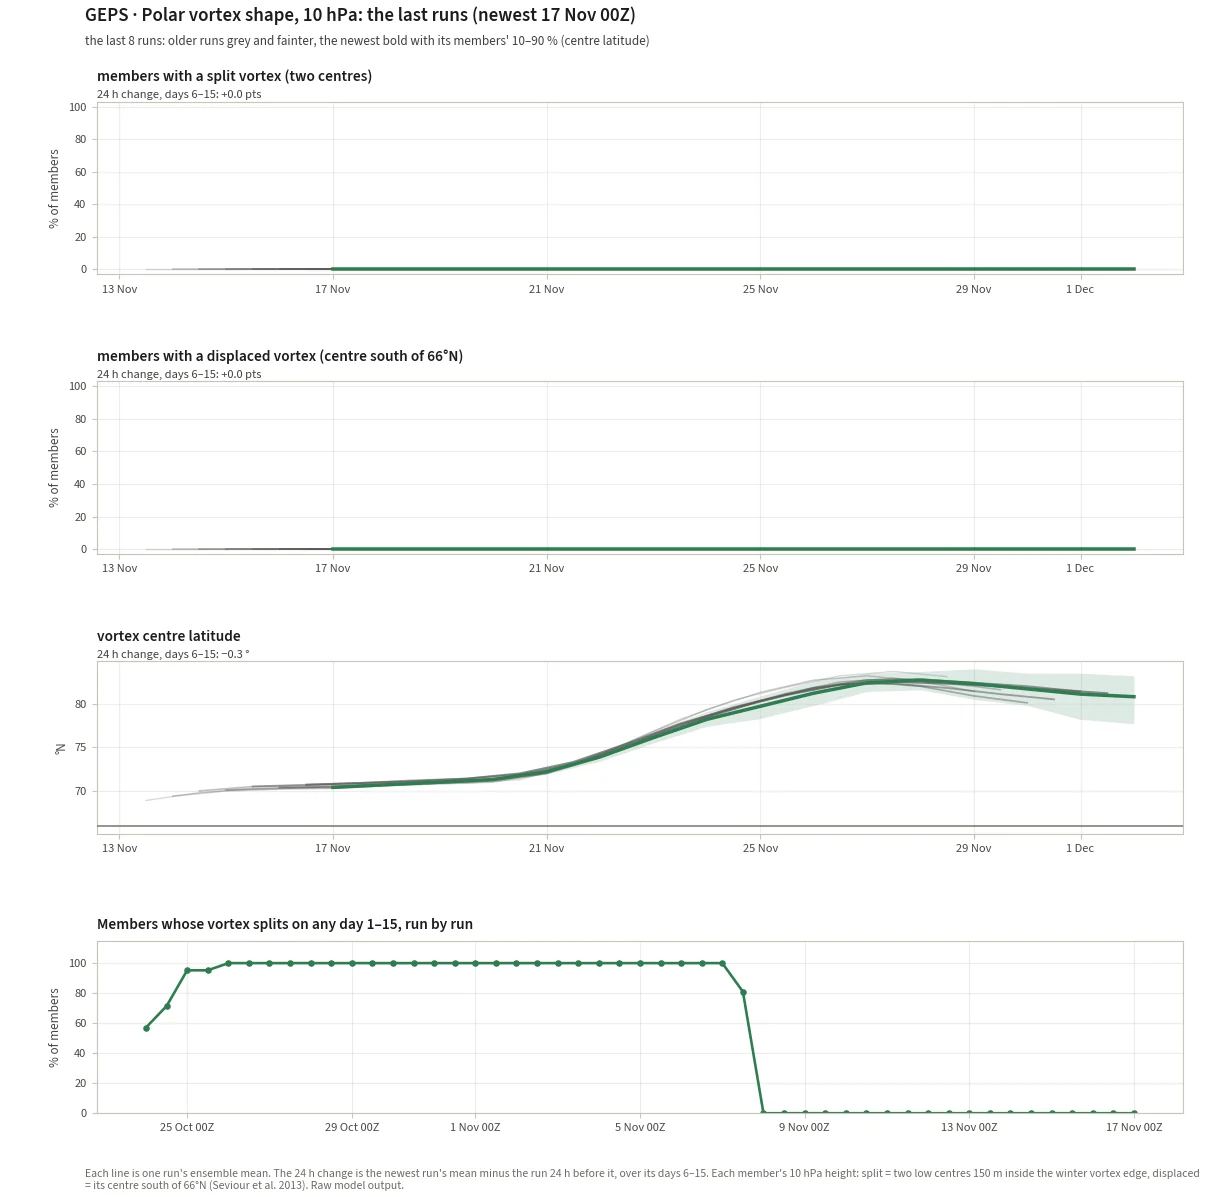 GEPS · Polar vortex shape, 10 hPa: the last runs (newest 17 Nov 00Z)
the last 8 runs: older runs grey and fainter, the newest bold with its members' 10–90 % (centre latitude)
members with a split vortex (two centres)
24 h change, days 6–15: +0.0 pts
100
80
60
40
20
0
% of members
13 Nov
17 Nov
21 Nov
25 Nov
29 Nov
1 Dec
members with a displaced vortex (centre south of 66°N)
24 h change, days 6–15: +0.0 pts
100
80
60
40
20
0
% of members
13 Nov
17 Nov
21 Nov
25 Nov
29 Nov
1 Dec
vortex centre latitude
24 h change, days 6–15: −0.3 °
80
75
70
°N
13 Nov
17 Nov
21 Nov
25 Nov
29 Nov
1 Dec
Members whose vortex splits on any day 1–15, run by run
100
80
60
40
20
0
% of members
25 Oct 00Z
29 Oct 00Z
1 Nov 00Z
5 Nov 00Z
9 Nov 00Z
13 Nov 00Z
17 Nov 00Z
Each line is one run's ensemble mean. The 24 h change is the newest run's mean minus the run 24 h before it, over its days 6–15. Each member's 10 hPa height: split = two low centres 150 m inside the winter vortex edge, displaced
= its centre south of 66°N (Seviour et al. 2013). Raw model output.